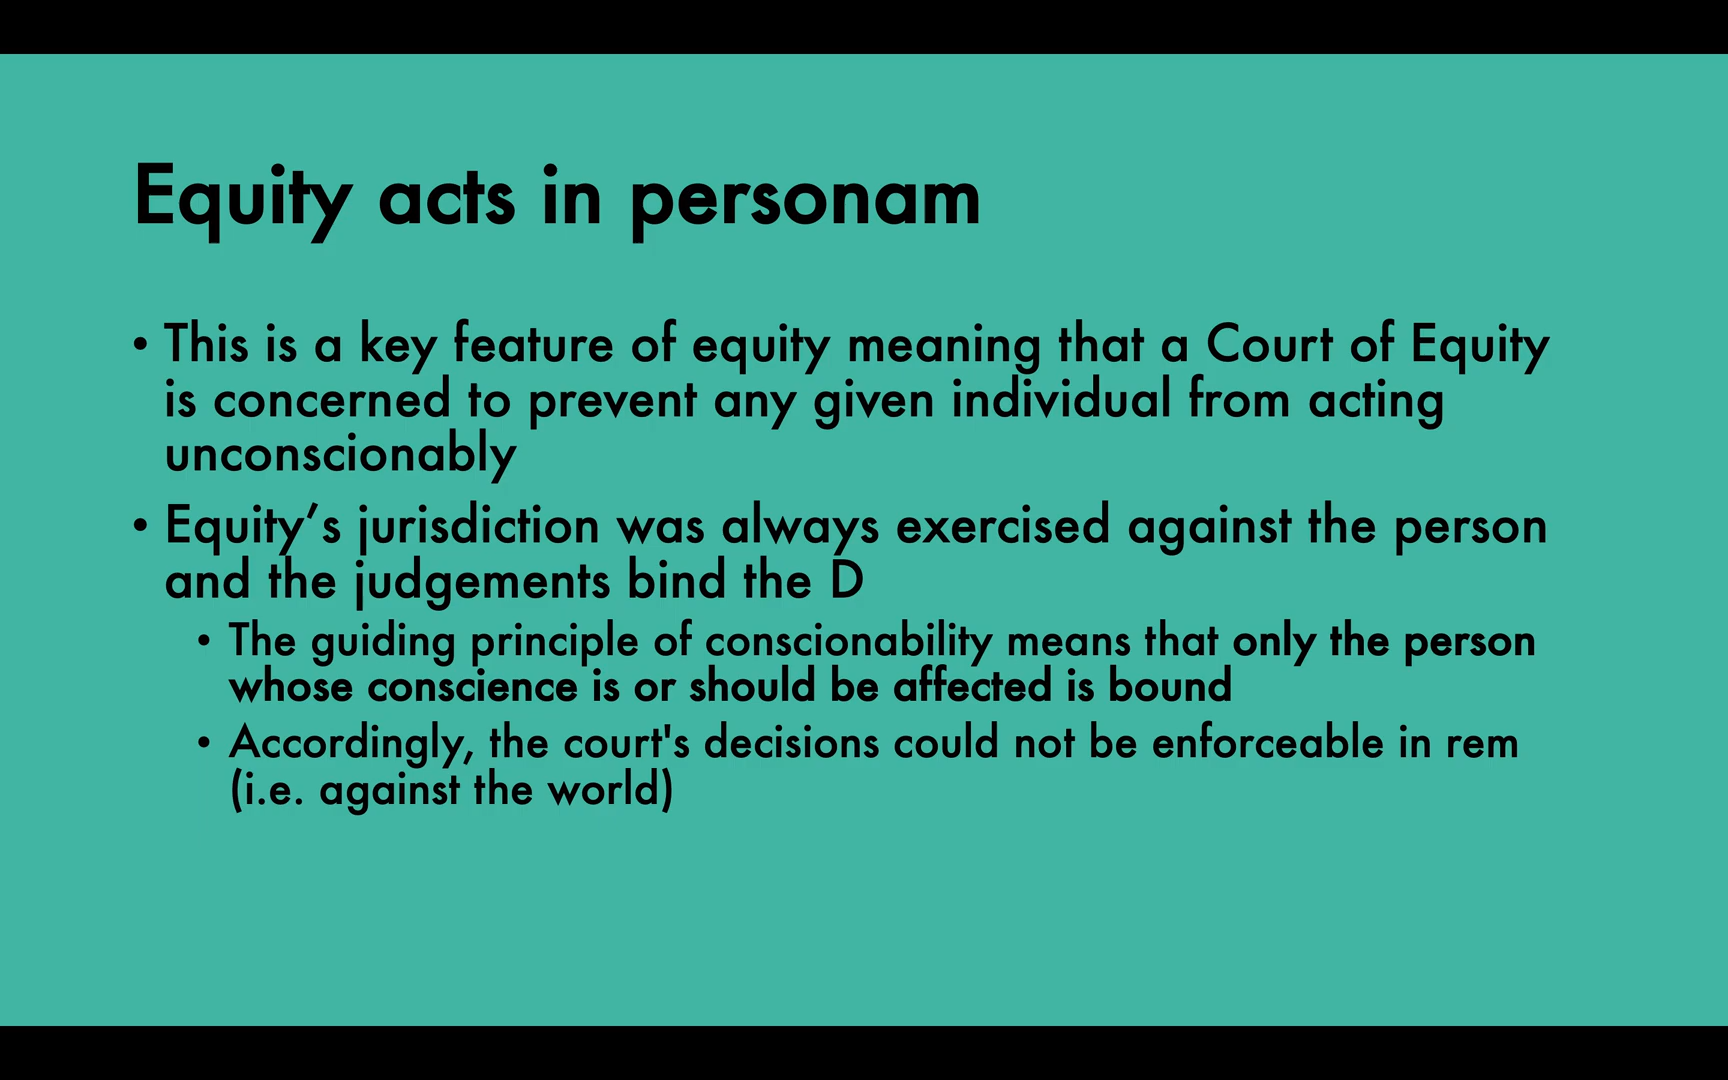 Equity acts in personam
• This is a key feature of equity meaning that a Court of Equity
is concerned to prevent any given individual from acting
unconscionably
• Equity’s jurisdiction was always exercised against the person
and the judgements bind the D
• The guiding principle of conscionability means that only the person
whose conscience is or should be affected is bound
• Accordingly, the court's decisions could not be enforceable in rem
(i.e. against the world)